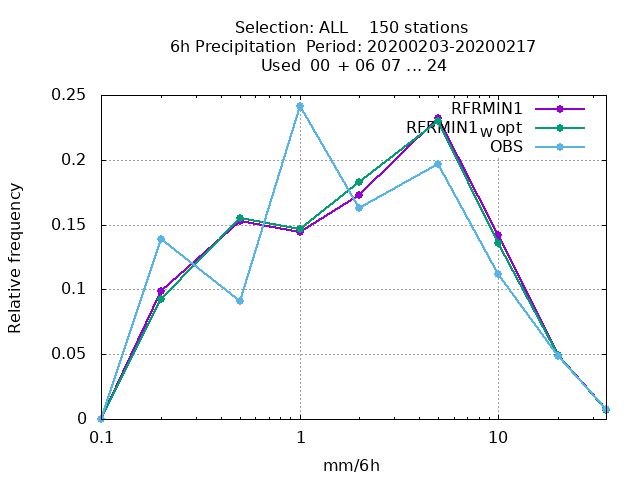 Selection: ALL    150 stations
6h Precipitation  Period: 20200203-20200217
Used  00  + 06 07 ... 24
RFRMIN1
RFRMIN1w opt
OBS
0.25
0.2
0.15
0.1
0.05
0
Relative frequency
0.1
1
10
mm/6h